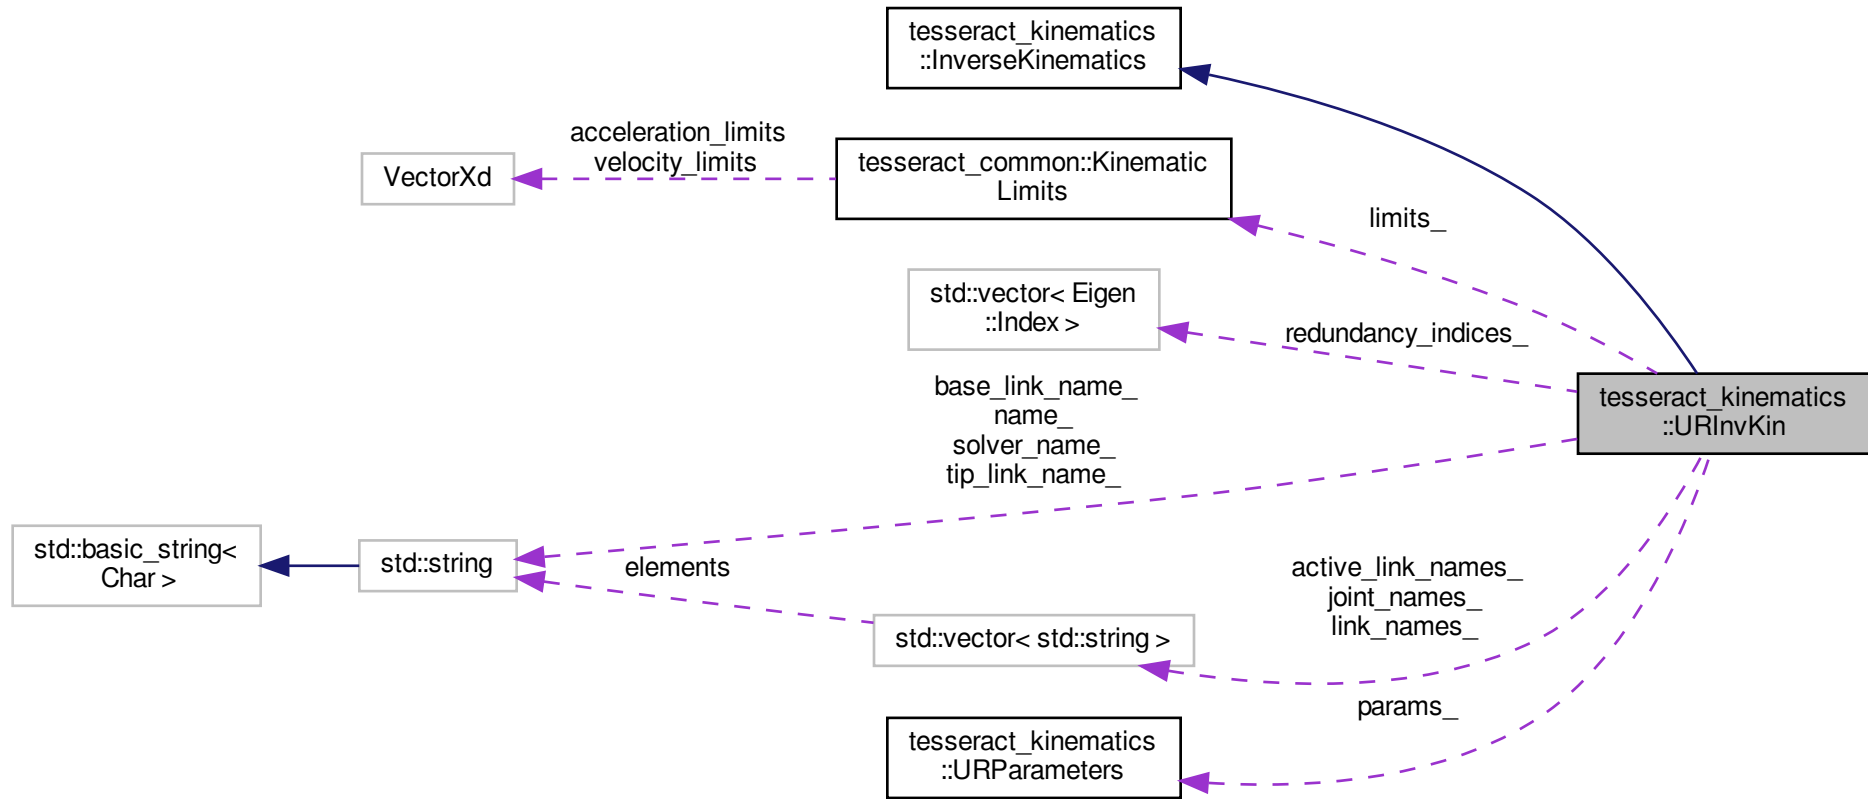 tesseract_kinematics
::InverseKinematics
acceleration_limits
velocity_limits
VectorXd
tesseract_common::Kinematic
Limits
limits_
std::vector< Eigen
::Index >
redundancy_indices_
tesseract_kinematics
::URInvKin
base_link_name_
name_
solver_name_
tip_link_name_
std::basic_string<
Char >
std::string
elements
active_link_names_
joint_names_
link_names_
std::vector< std::string >
params_
tesseract_kinematics
::URParameters